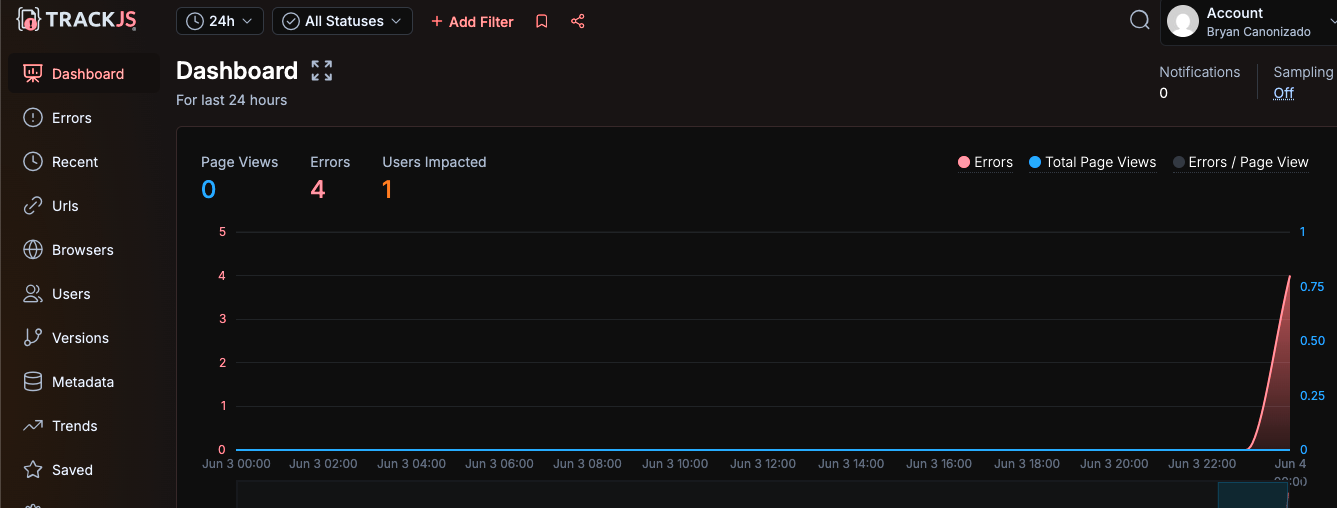 TRACKJS
24h
All Statuses
+ Add Filter
Account
Bryan Canonizado
Dashboard
Errors
Recent
Urls
Browsers
Users
Versions
Metadata
Trends
Saved
Dashboard
For last 24 hours
Notifications
0
Sampling
Off
Page Views
0
Errors
4
Users Impacted
1
Errors
Total Page Views
Errors / Page View
5
4
3
2
1
0
1
0.75
0.50
0.25
0
Jun 3 00:00 Jun 3 02:00 Jun 3 04:00 Jun 3 06:00 Jun 3 08:00 Jun 3 10:00 Jun 3 12:00 Jun 3 14:00 Jun 3 16:00 Jun 3 18:00 Jun 3 20:00 Jun 3 22:00 Jun 4
00:00